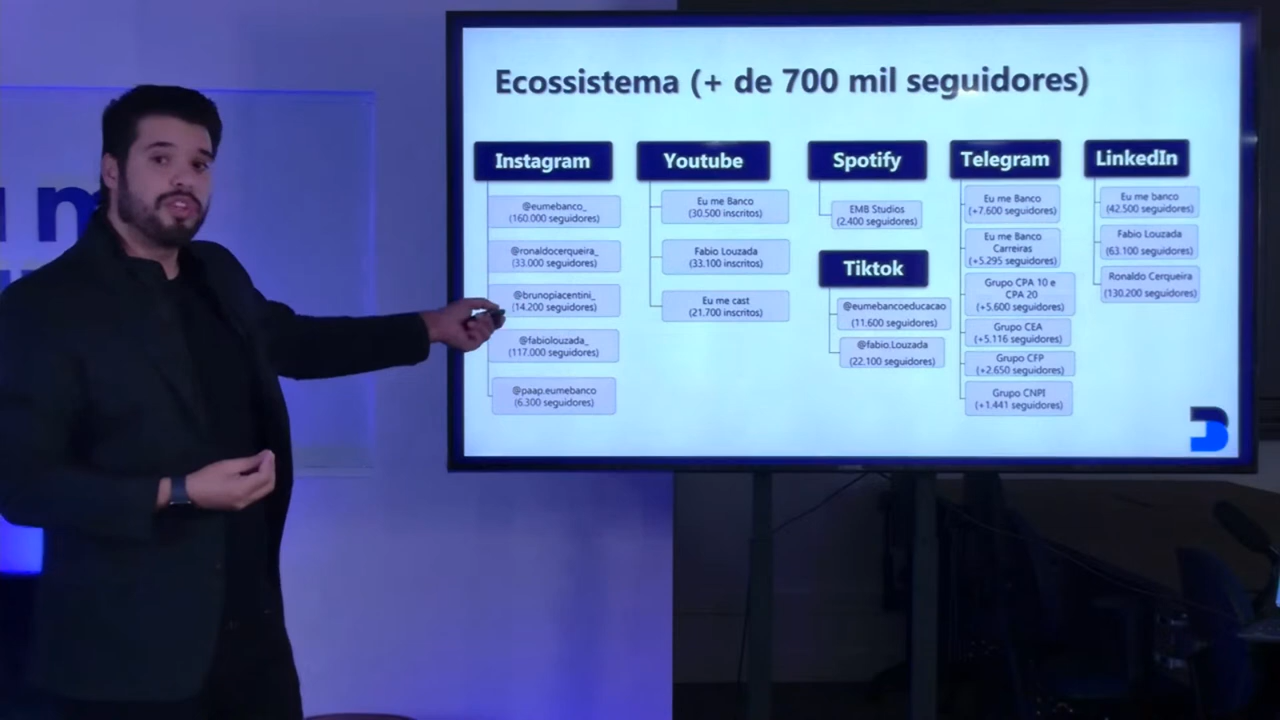 Ecossistema (+ de 700 mil seguidores)
Instagram
@eumebanco_
(160.000 seguidores)
@ronaldocerqueira_
(33.000 seguidores)
@brunopiacentini_
(14.200 seguidores)
@fabiolouzada_
(117.000 seguidores)
@paap.eumebanco
(6.300 seguidores)
Youtube
Eu me Banco
(30.500 inscritos)
Fabio Louzada
(33.100 inscritos)
Eu me cast
(21.700 inscritos)
Spotify
EMB Studios
(2.400 seguidores)
Tiktok
@eumebancoeducacao
(11.600 seguidores)
@fabio.Louzada
(22.100 seguidores)
Telegram
Eu me Banco
(+7.600 seguidores)
Eu me Banco
Carreiras
(+5.295 seguidores)
Grupo CPA 10 e
CPA 20
(+5.600 seguidores)
Grupo CEA
(+5.116 seguidores)
Grupo CFP
(+2.650 seguidores)
Grupo CNPI
(+1.441 seguidores)
LinkedIn
Eu me banco
(42.500 seguidores)
Fabio Louzada
(63.100 seguidores)
Ronaldo Cerqueira
(130.200 seguidores)